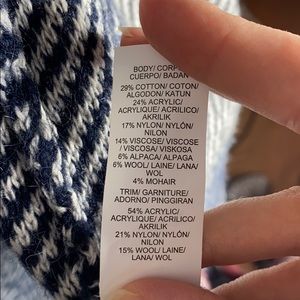 BODY/ CORPS/
CUERPO/ BADAN
29% COTTON/ COTON/
ALGODON/ KATUN
24% ACRYLIC/
ACRYLIQUE/ ACRILICO/
AKRILIK
17% NYLON/ NYLÓN/
NILON
14% VISCOSE/ VISCOSE
/ VISCOSA/ VISKOSA
6% ALPACA/ ALPAGA
6% WOOL/ LAINE/ LANA/
WOL
4% MOHAIR
TRIM/ GARNITURE/
ADORNO/ PINGGIRAN
54% ACRYLIC/
ACRYLIQUE/ ACRILICO/
AKRILIK
21% NYLON/ NYLÓN/
NILON
15% WOOL/ LAINE/
LANA/ WOL